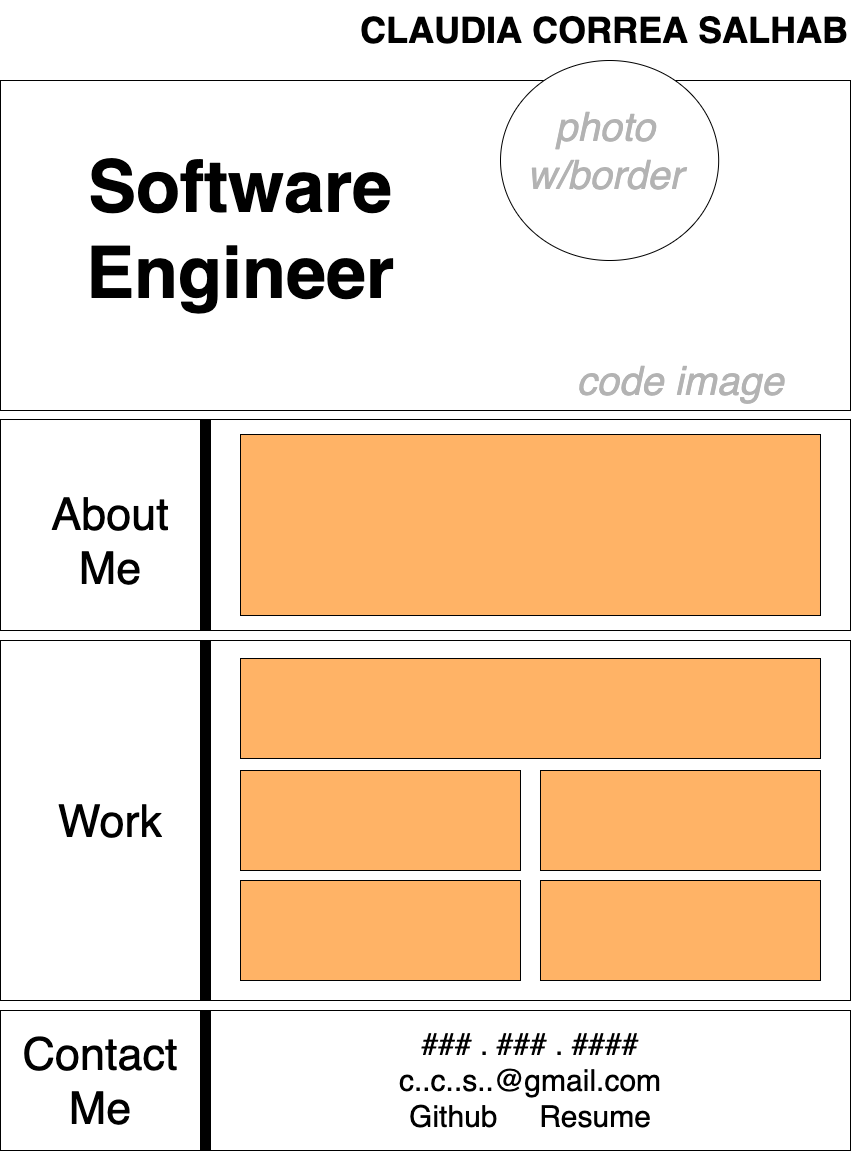 CLAUDIA CORREA SALHAB
photo
w/border
Software
Engineer
code image
About
Me
Work
Contact
Me
### . ### . ####
c..c..s..@gmail.com
Github Resume